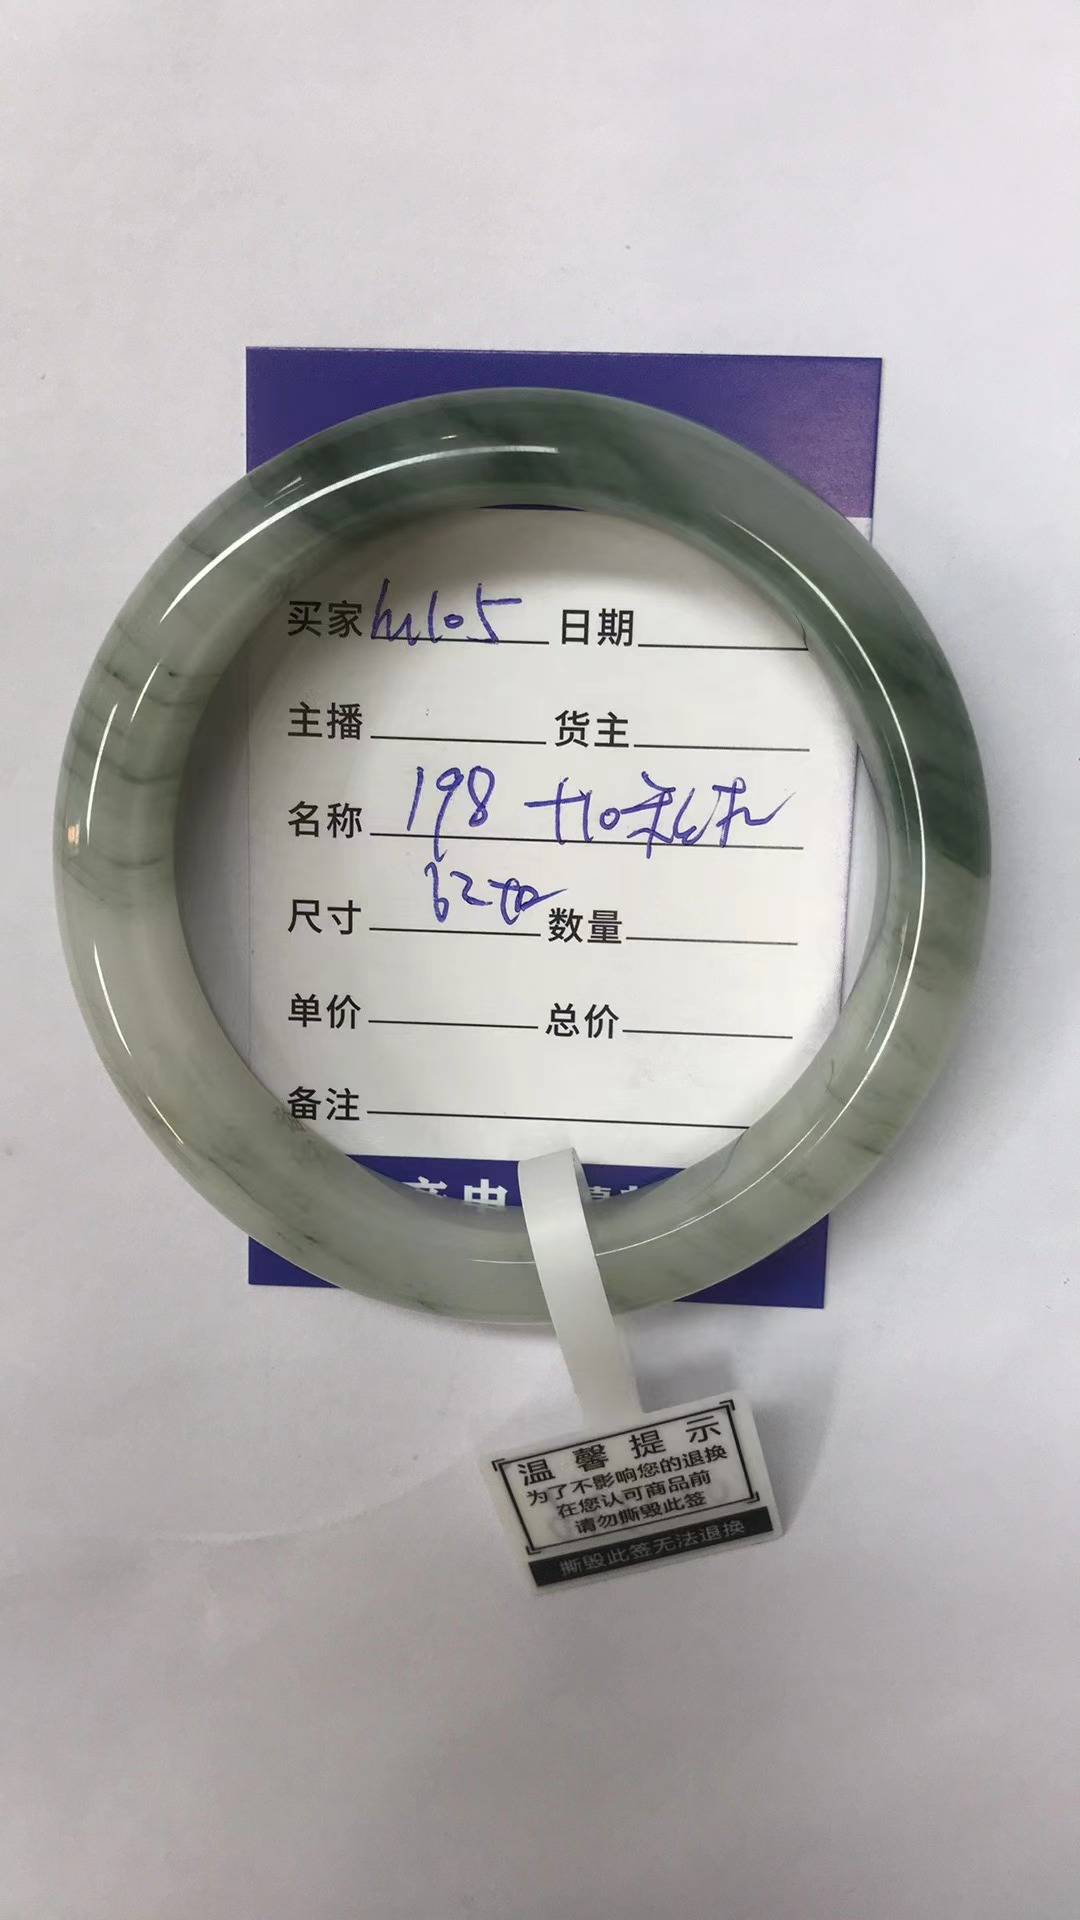 买家 日期
主播 货主
名称 198
尺寸 62 数量
单价 总价
备注
温馨提示
为了不影响您的退换
在您认可商品前
请勿撕毁此签
撕毁此签无法退换